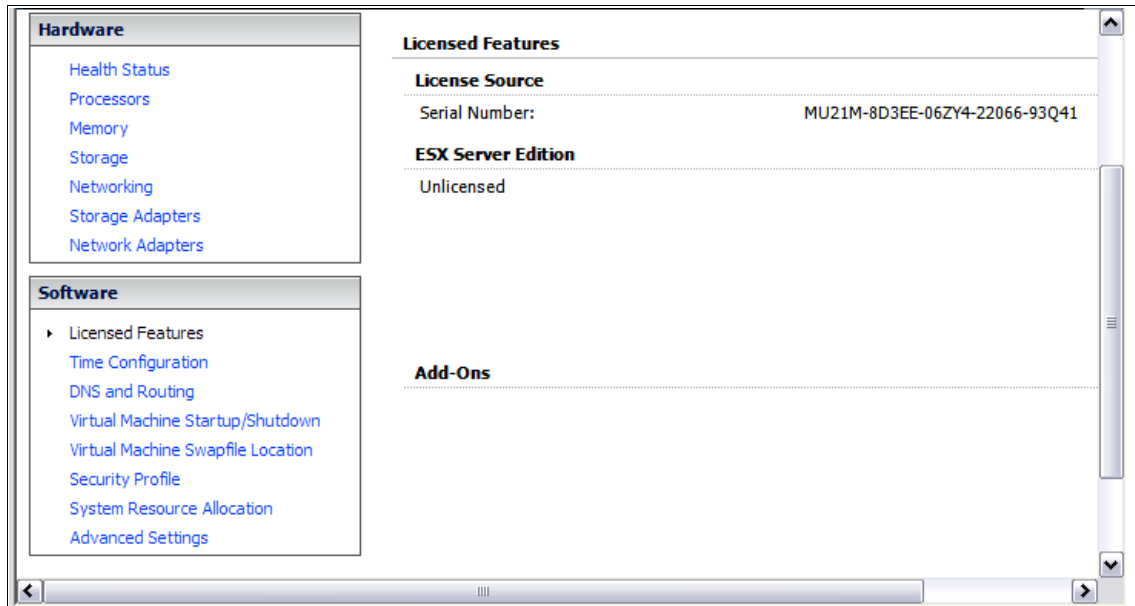 Hardware
Health Status
Processors
Memory
Storage
Networking
Storage Adapters
Network Adapters
Software
Licensed Features
Time Configuration
DNS and Routing
Virtual Machine Startup/Shutdown
Virtual Machine Swapfile Location
Security Profile
System Resource Allocation
Advanced Settings
Licensed Features
License Source
Serial Number: MU21M-8D3EE-06ZY4-22066-93Q41
ESX Server Edition
Unlicensed
Add-Ons